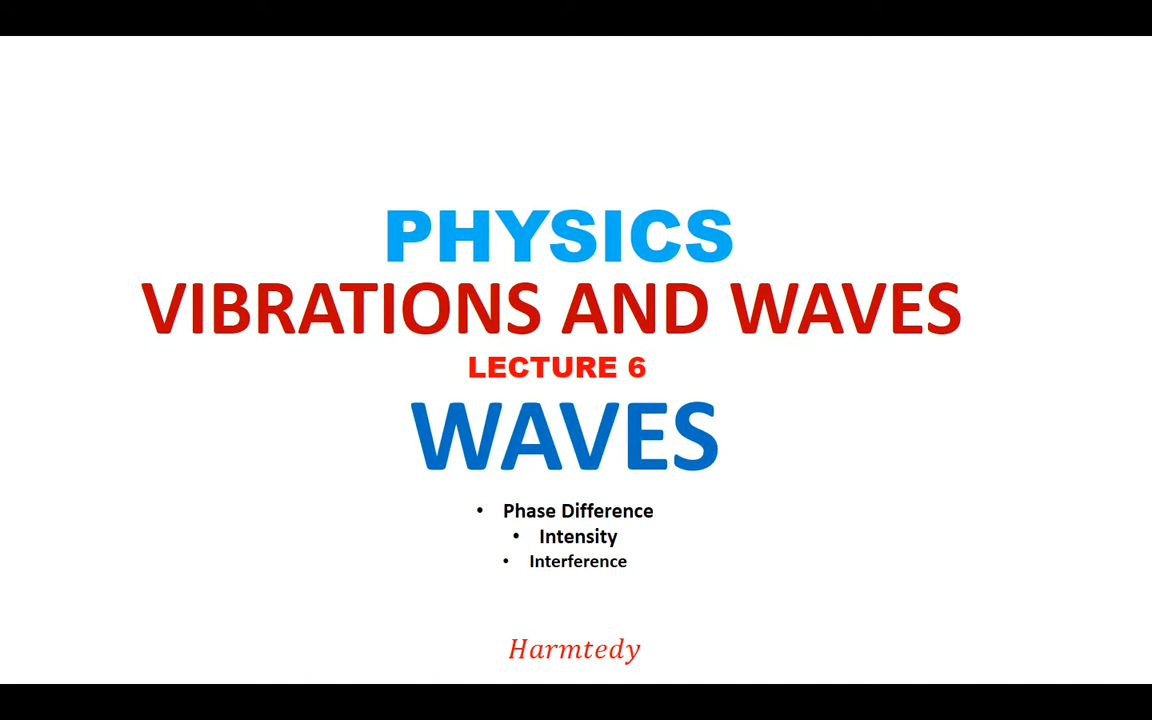 PHYSICS
VIBRATIONS AND WAVES
LECTURE 6
WAVES
• Phase Difference
• Intensity
• Interference
Harmtedy